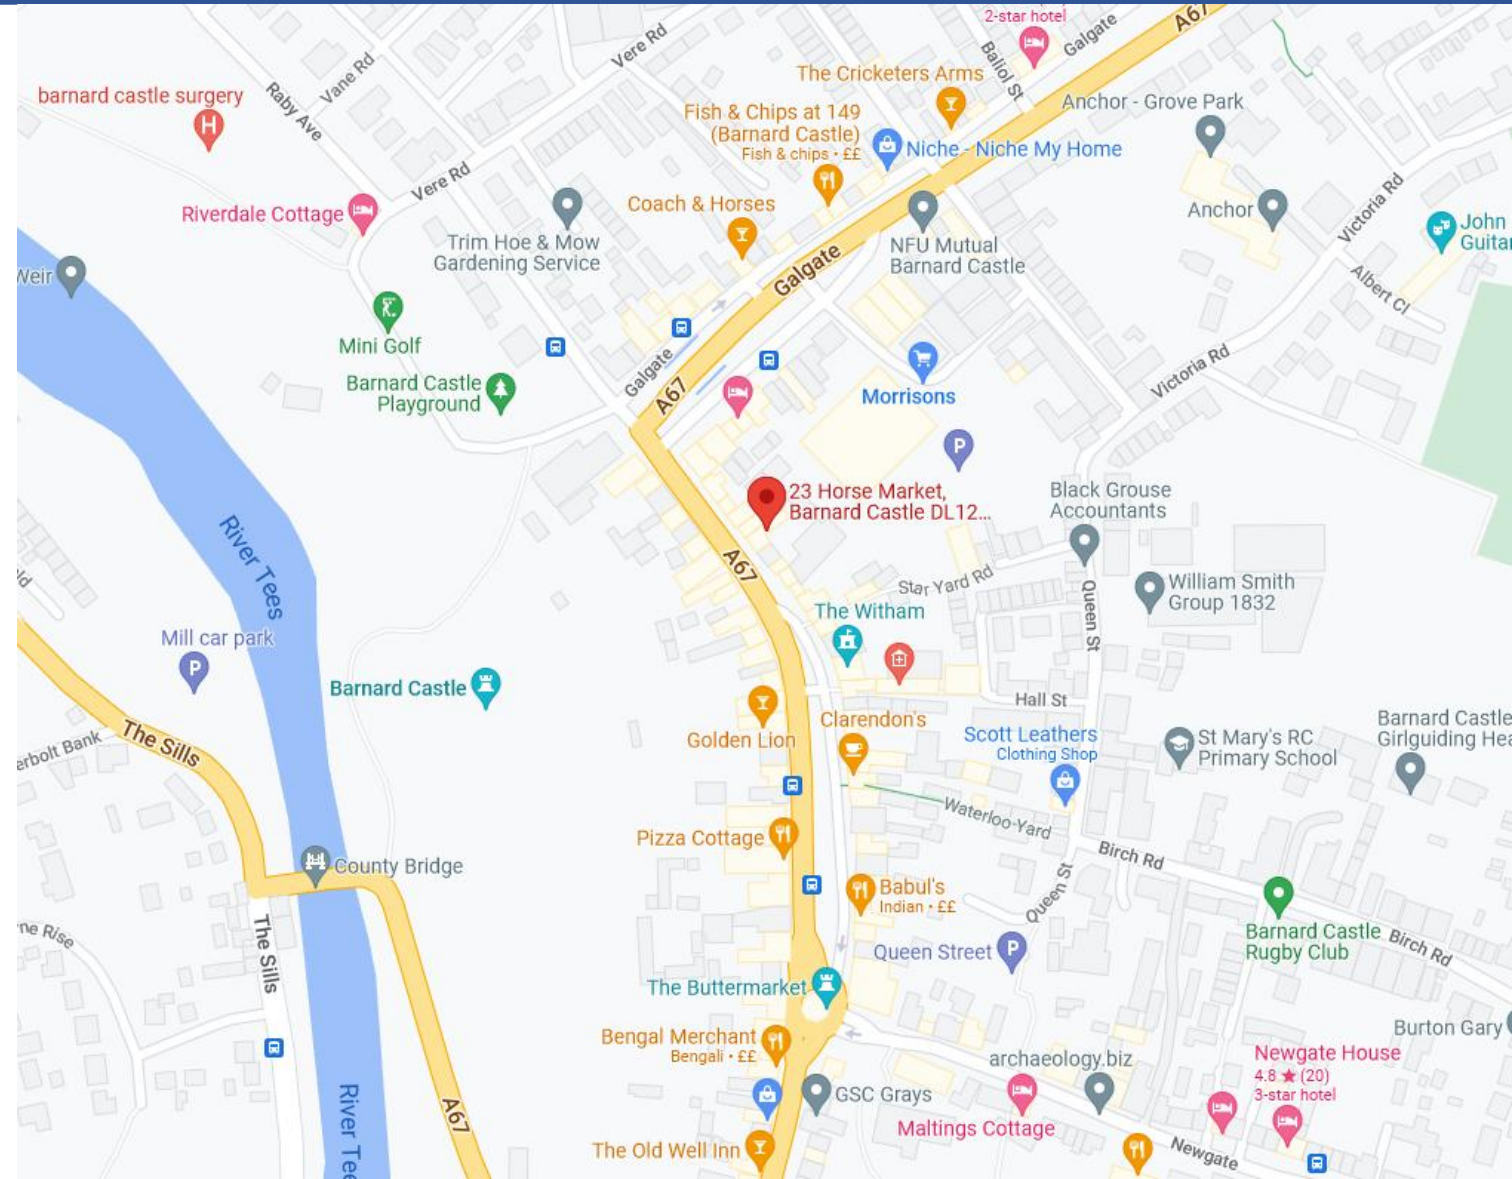 2-star hotel
Galgate
A67
Vere Rd
Baliol St
Vane Rd
The Cricketers Arms
barnard castle surgery
Raby Ave
Anchor - Grove Park
Fish & Chips at 149
(Barnard Castle)
Fish & chips · ££
Niche - Niche My Home
Vere Rd
Riverdale Cottage
Coach & Horses
Anchor
Victoria Rd
John
Guitar
Trim Hoe & Mow
Gardening Service
NFU Mutual
Barnard Castle
Weir
Galgate
Albert Cl
Mini Golf
Galgate
Victoria Rd
Barnard Castle
Playground
A67
Morrisons
P
23 Horse Market,
Barnard Castle DL12...
Black Grouse
Accountants
River Tees
A67
Star Yard Rd
Queen St
William Smith
Group 1832
The Witham
Mill car park
P
Barnard Castle
Hall St
The Sills
erbolt Bank
Golden Lion
Clarendon's
Scott Leathers
Clothing Shop
St Mary's RC
Primary School
Barnard Castle
Girlguiding Hea
Waterloo-Yard
Pizza Cottage
County Bridge
Birch Rd
Babul's
Indian · ££
Queen St
The Sills
ne Rise
Queen Street
P
Barnard Castle
Rugby Club
Birch Rd
The Buttermarket
Bengal Merchant
Bengali · ££
archaeology.biz
Burton Gary
Newgate House
4.8 ★ (20)
3-star hotel
GSC Grays
River Tee
A67
Maltings Cottage
The Old Well Inn
Newgate